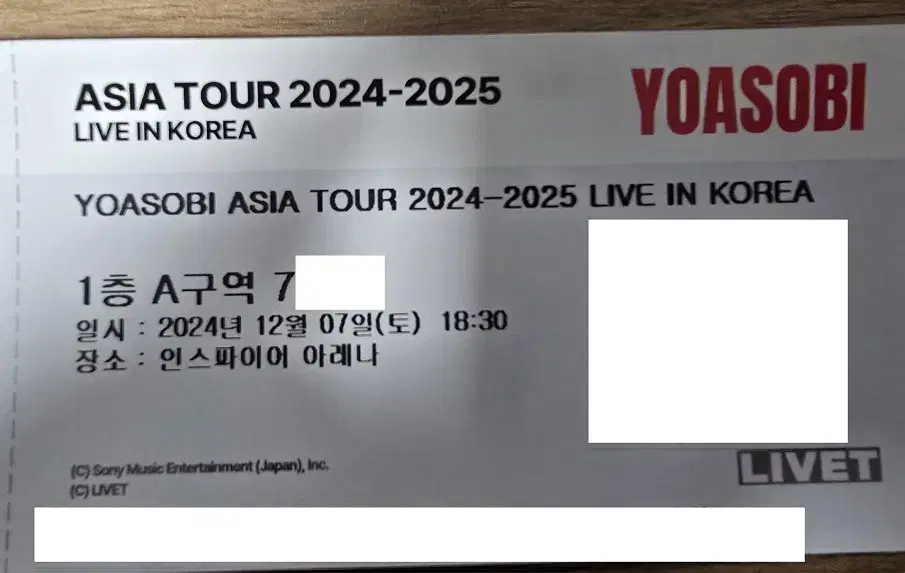 ASIA TOUR 2024-2025
LIVE IN KOREA
YOASOBI
YOASOBI ASIA TOUR 2024-2025 LIVE IN KOREA
1층 A구역 7
일시 : 2024년 12월 07일(토) 18:30
장소 : 인스파이어 아레나
(C) Sony Music Entertainment (Japan), Inc.
(C) LIVET
LIVET